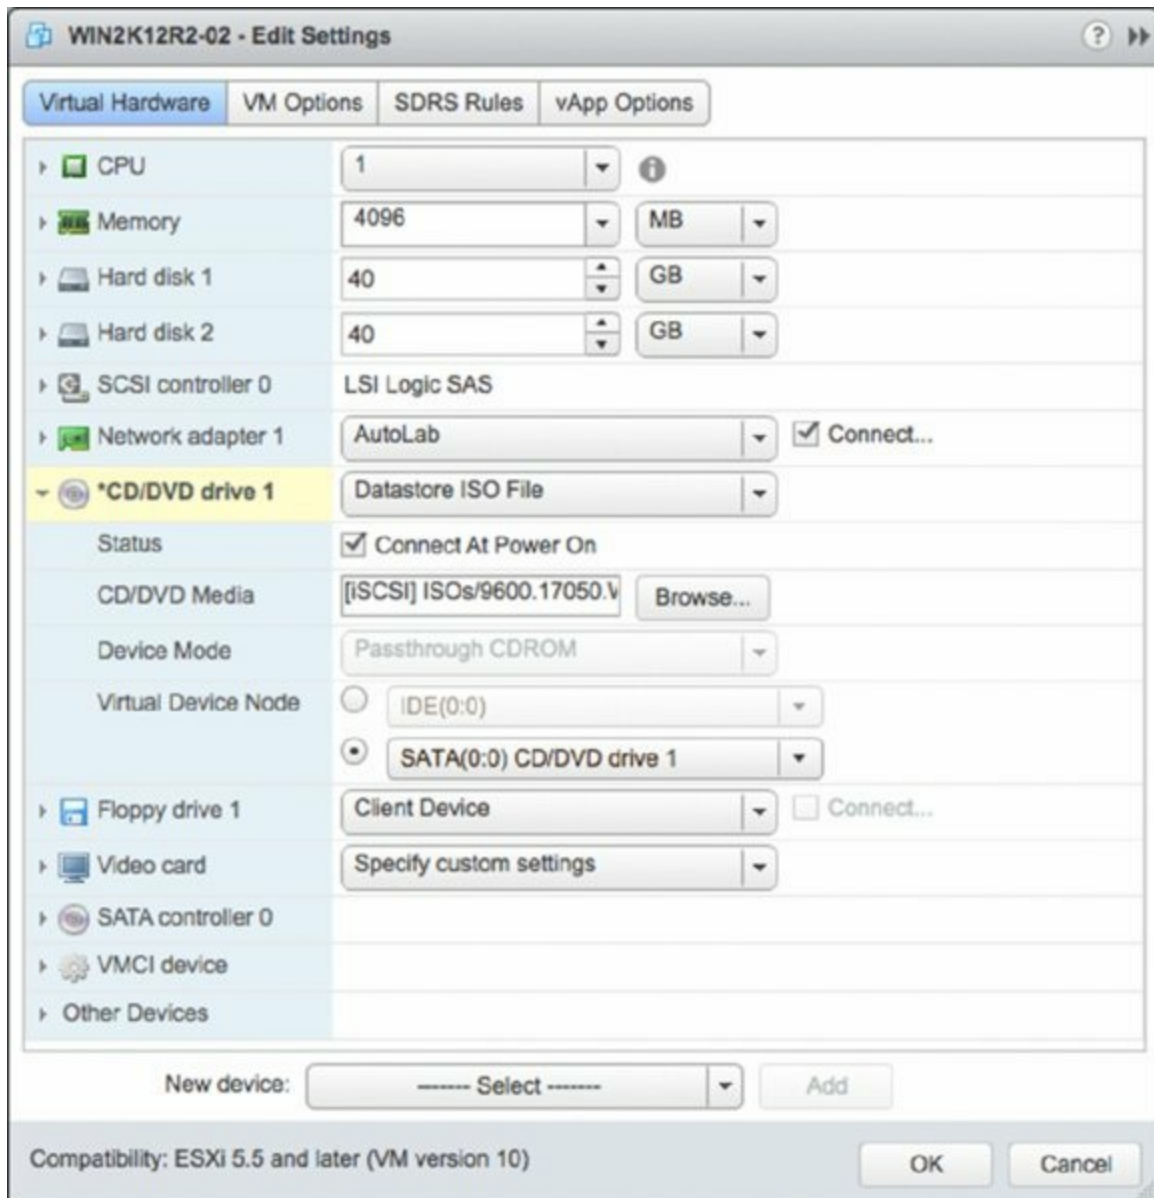 WIN2K12R2-02 - Edit Settings ?
Virtual Hardware VM Options SDRS Rules vApp Options
CPU 1
Memory 4096 MB
Hard disk 1 40 GB
Hard disk 2 40 GB
SCSI controller 0 LSI Logic SAS
Network adapter 1 AutoLab Connect...
*CD/DVD drive 1 Datastore ISO File
Status Connect At Power On
CD/DVD Media [iSCSI] ISOs/9600.17050.W Browse...
Device Mode Passthrough CDROM
Virtual Device Node IDE(0:0)
SATA(0:0) CD/DVD drive 1
Floppy drive 1 Client Device Connect...
Video card Specify custom settings
SATA controller 0
VMCI device
Other Devices
New device: ------- Select ------- Add
Compatibility: ESXi 5.5 and later (VM version 10) OK Cancel